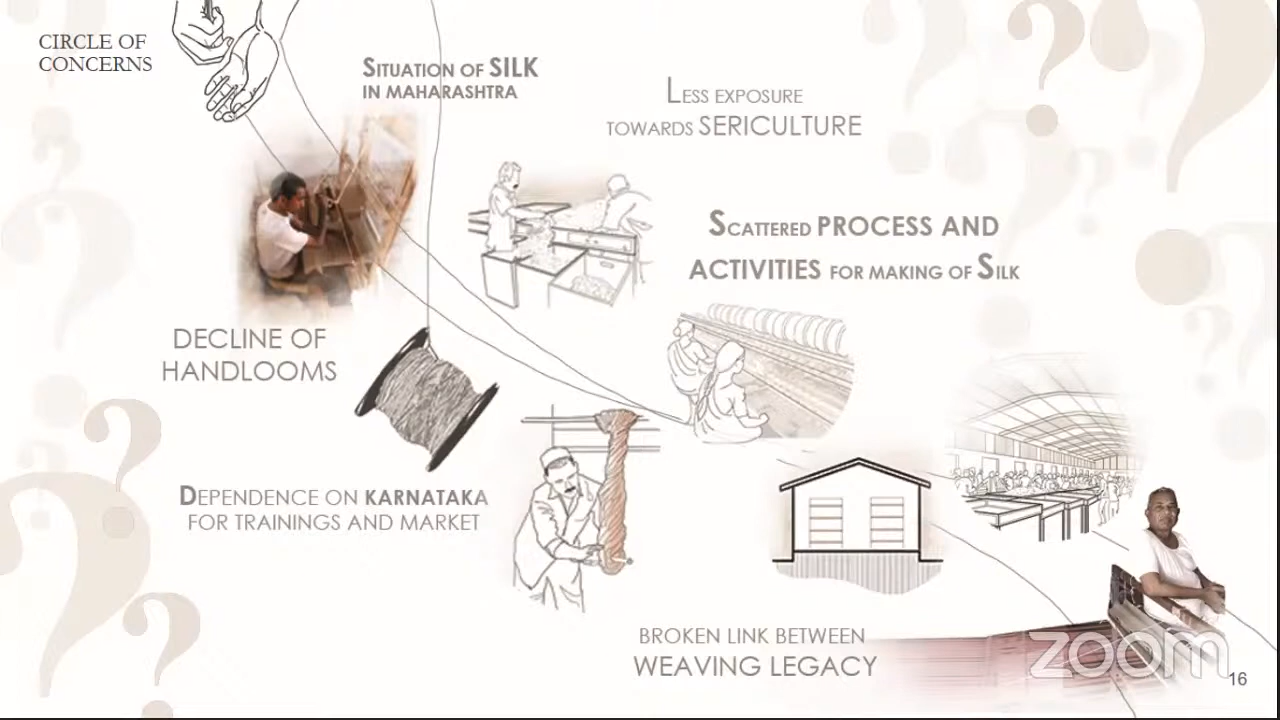 CIRCLE OF
CONCERNS
SITUATION OF SILK
IN MAHARASHTRA
LESS EXPOSURE
TOWARDS SERICULTURE
SCATTERED PROCESS AND
ACTIVITIES FOR MAKING OF SILK
DECLINE OF
HANDLOOMS
DEPENDENCE ON KARNATAKA
FOR TRAININGS AND MARKET
BROKEN LINK BETWEEN
WEAVING LEGACY
zoom
16